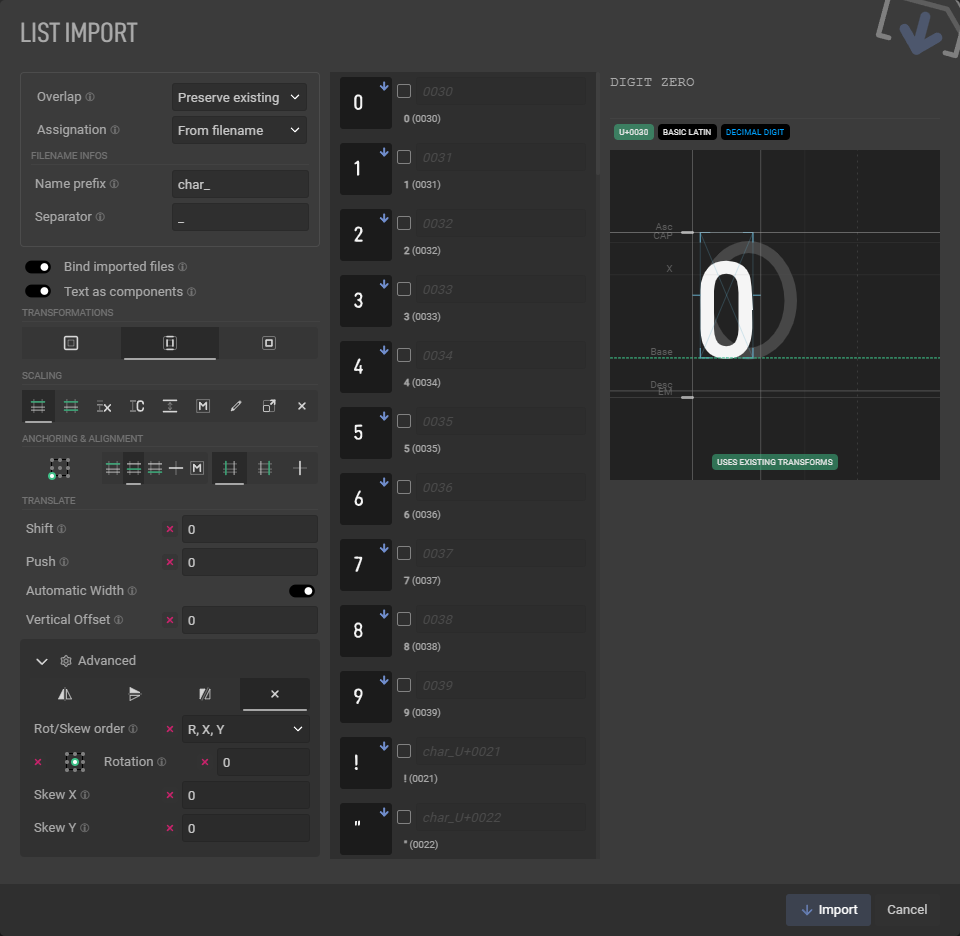 LIST IMPORT
Overlap
Preserve existing
Assignation
From filename
FILENAME INFOS
Name prefix
char_
Separator
_
Bind imported files
Text as components
TRANSFORMATIONS
SCALING
M
ANCHORING & ALIGNMENT
M
TRANSLATE
Shift
0
Push
0
Automatic Width
Vertical Offset
0
Advanced
Rot/Skew order
R, X, Y
Rotation
0
Skew X
0
Skew Y
0
0
0030
0 (0030)
1
0031
1 (0031)
2
0032
2 (0032)
3
0033
3 (0033)
4
0034
4 (0034)
5
0035
5 (0035)
6
0036
6 (0036)
7
0037
7 (0037)
8
0038
8 (0038)
9
0039
9 (0039)
!
char_U+0021
! (0021)
"
char_U+0022
" (0022)
DIGIT ZERO
U+0030 BASIC LATIN DECIMAL DIGIT
Asc
CAP
X
0
Base
Desc
EM
USES EXISTING TRANSFORMS
Import
Cancel